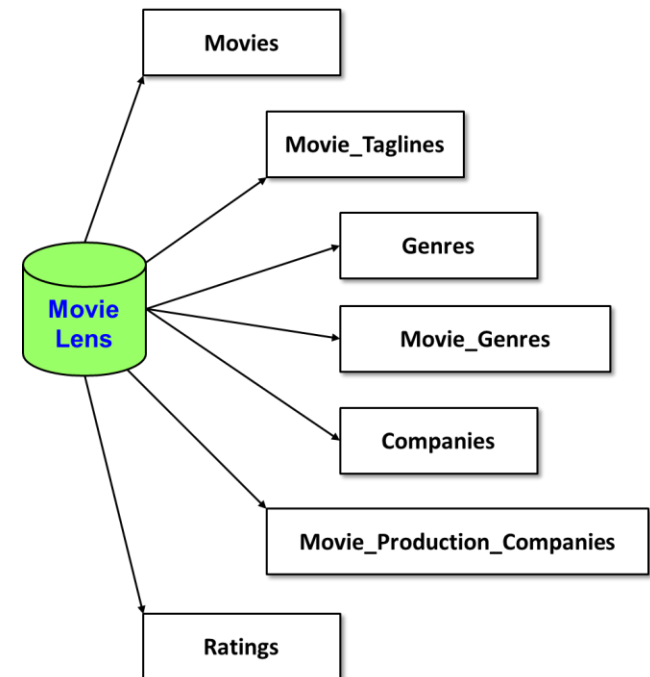 Movies
Movie_Taglines
Genres
Movie
Lens
Movie_Genres
Companies
Movie_Production_Companies
Ratings